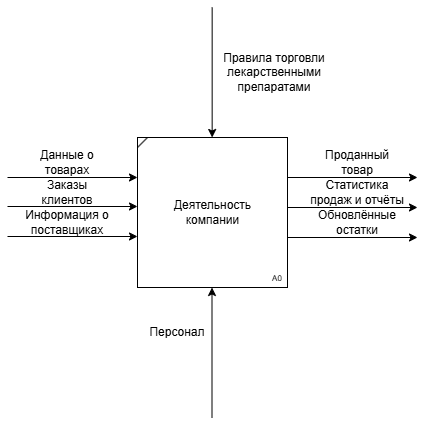 Правила торговли
лекарственными
препаратами
Данные о
товарах
Заказы
клиентов
Информация о
поставщиках
Деятельность
компании
A0
Проданный
товар
Статистика
продаж и отчёты
Обновлённые
остатки
Персонал